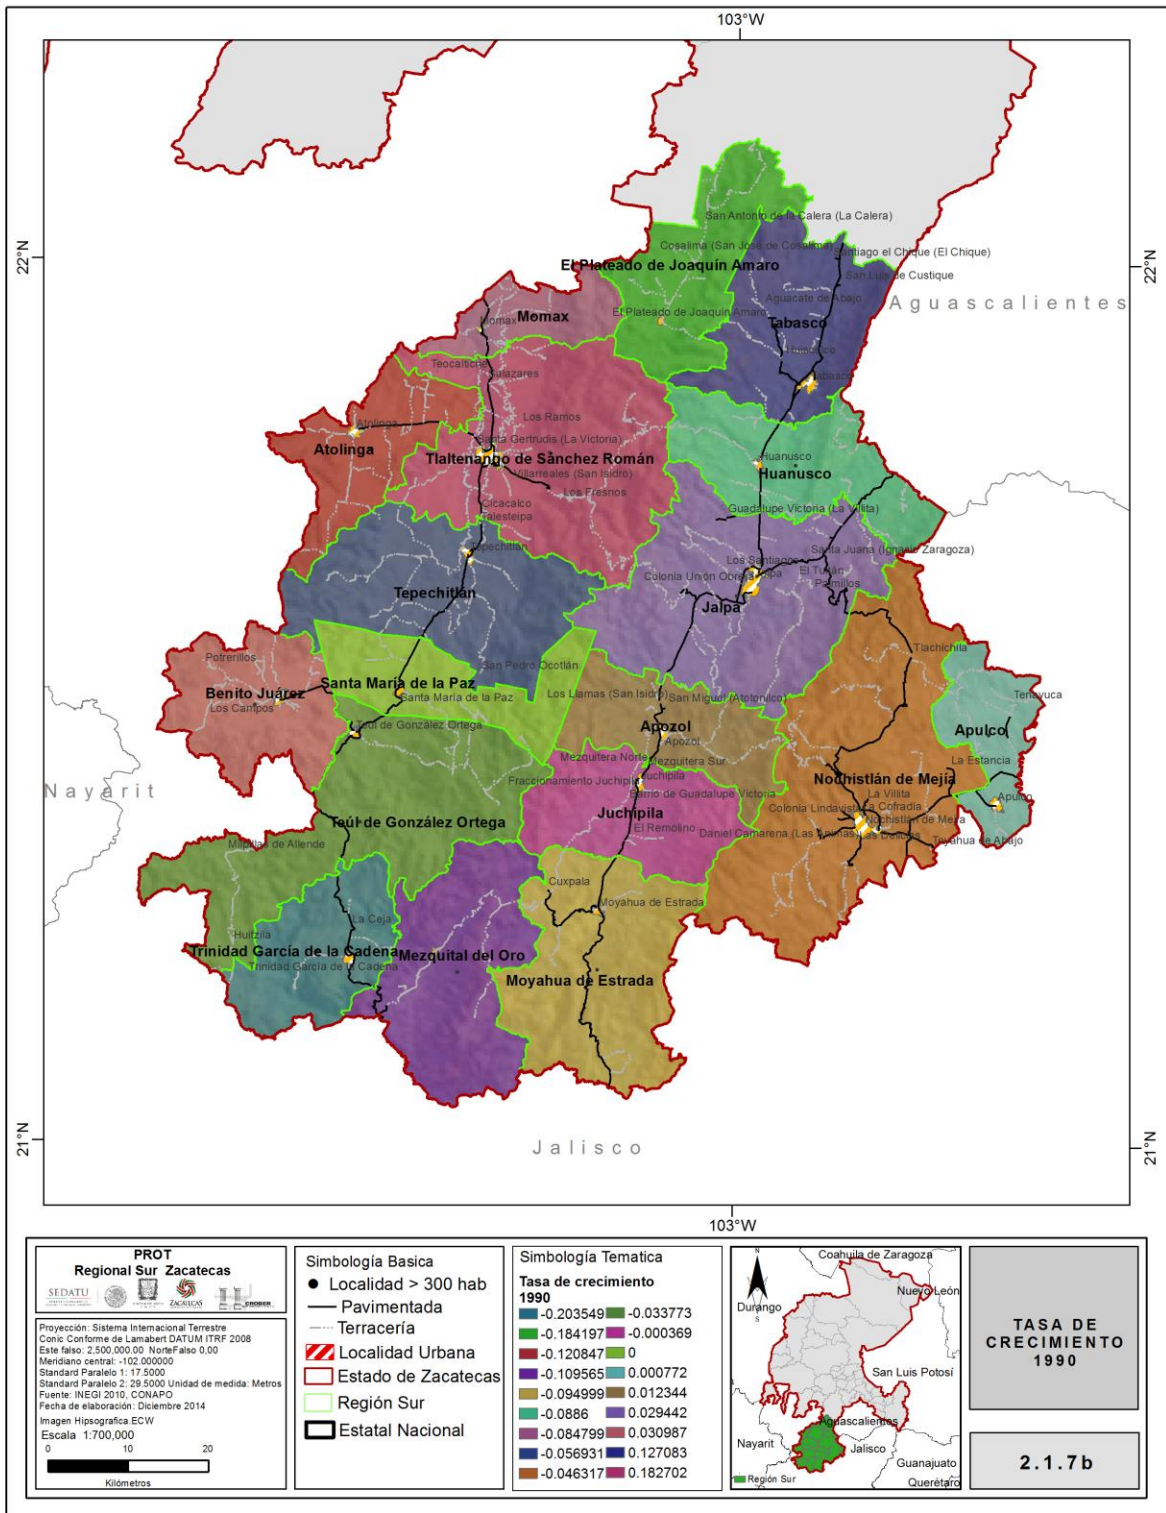 103°W
22°N
22°N
San Antonio de la Calera (La Calera)
Cosalima (San José de Cosalima)
Santiago el Chique (El Chique)
El Plateado de Joaquín Amaro
San Luis de Custique
Aguascalientes
Aguacate de Abajo
El Plateado de Joaquín Amaro
Momax
Momax
Tabasco
Teocaltiche
Salazares
Tabasco
Los Ramos
Atolinga
Santa Gertrudis (La Victoria)
Atolinga
Tlaltenango de Sánchez Román
Huanusco
Huanusco
Villarreales (San Isidro)
Los Fresnos
Cicacalco
Talesteipa
Guadalupe Victoria (La Villita)
Tepechitlán
Santa Juana (Ignacio Zaragoza)
Los Santiagos
El Tuitán
Colonia Unión Obrera
Jalpa
Palmillos
Tepechitlán
Jalpa
Tlachichila
Potrerillos
San Pedro Ocotlán
Benito Juárez
Santa María de la Paz
Santa María de la Paz
Los Llamas (San Isidro)
San Miguel (Atotonilco)
Tenayuca
Los Campos
Teúl de González Ortega
Apozol
Apozol
Apulco
Mezquitera Norte
Mezquitera Sur
La Estancia
Nayarit
Fraccionamiento Juchipila
Juchipila
Nochistlán de Mejía
Barrio de Guadalupe Victoria
La Villita
Apulco
Juchipila
Colonia Lindavista
La Cofradía
Teúl de González Ortega
El Remolino
Nochistlán de Mejía
Daniel Camarena (Las Ánimas)
Las Delicias
Toyahua de Abajo
Milpillas de Allende
Cuxpala
Moyahua de Estrada
La Ceja
Huitzila
Trinidad García de la Cadena
Mezquital del Oro
Trinidad García de la Cadena
Moyahua de Estrada
21°N
21°N
Jalisco
103°W
PROT
Regional Sur Zacatecas
SEDATU
ZACATECAS
Proyección: Sistema Internacional Terrestre
Conic Conforme de Lamabert DATUM ITRF 2008
Este falso: 2,500,000.00 NorteFalso 0,00
Meridiano central: -102.000000
Standard Paralelo 1: 17.5000
Standard Paralelo 2: 29.5000 Unidad de medida: Metros
Fuente: INEGI 2010, CONAPO
Fecha de elaboración: Diciembre 2014
Imagen Hipsografica.ECW
Escala 1:700,000
0 10 20
Kilómetros
Simbología Basica
Localidad > 300 hab
Pavimentada
Terracería
Localidad Urbana
Estado de Zacatecas
Región Sur
Estatal Nacional
Simbología Tematica
Tasa de crecimiento
1990
-0.203549 -0.033773
-0.184197 -0.000369
-0.120847 0
-0.109565 0.000772
-0.094999 0.012344
-0.0886 0.029442
-0.084799 0.030987
-0.056931 0.127083
-0.046317 0.182702
N
Coahuila de Zaragoza
Nuevo León
Durango
S
San Luis Potosí
Aguascalientes
Nayarit
Jalisco
Guanajuato
Región Sur
Querétaro
TASA DE
CRECIMIENTO
1990
2.1.7b